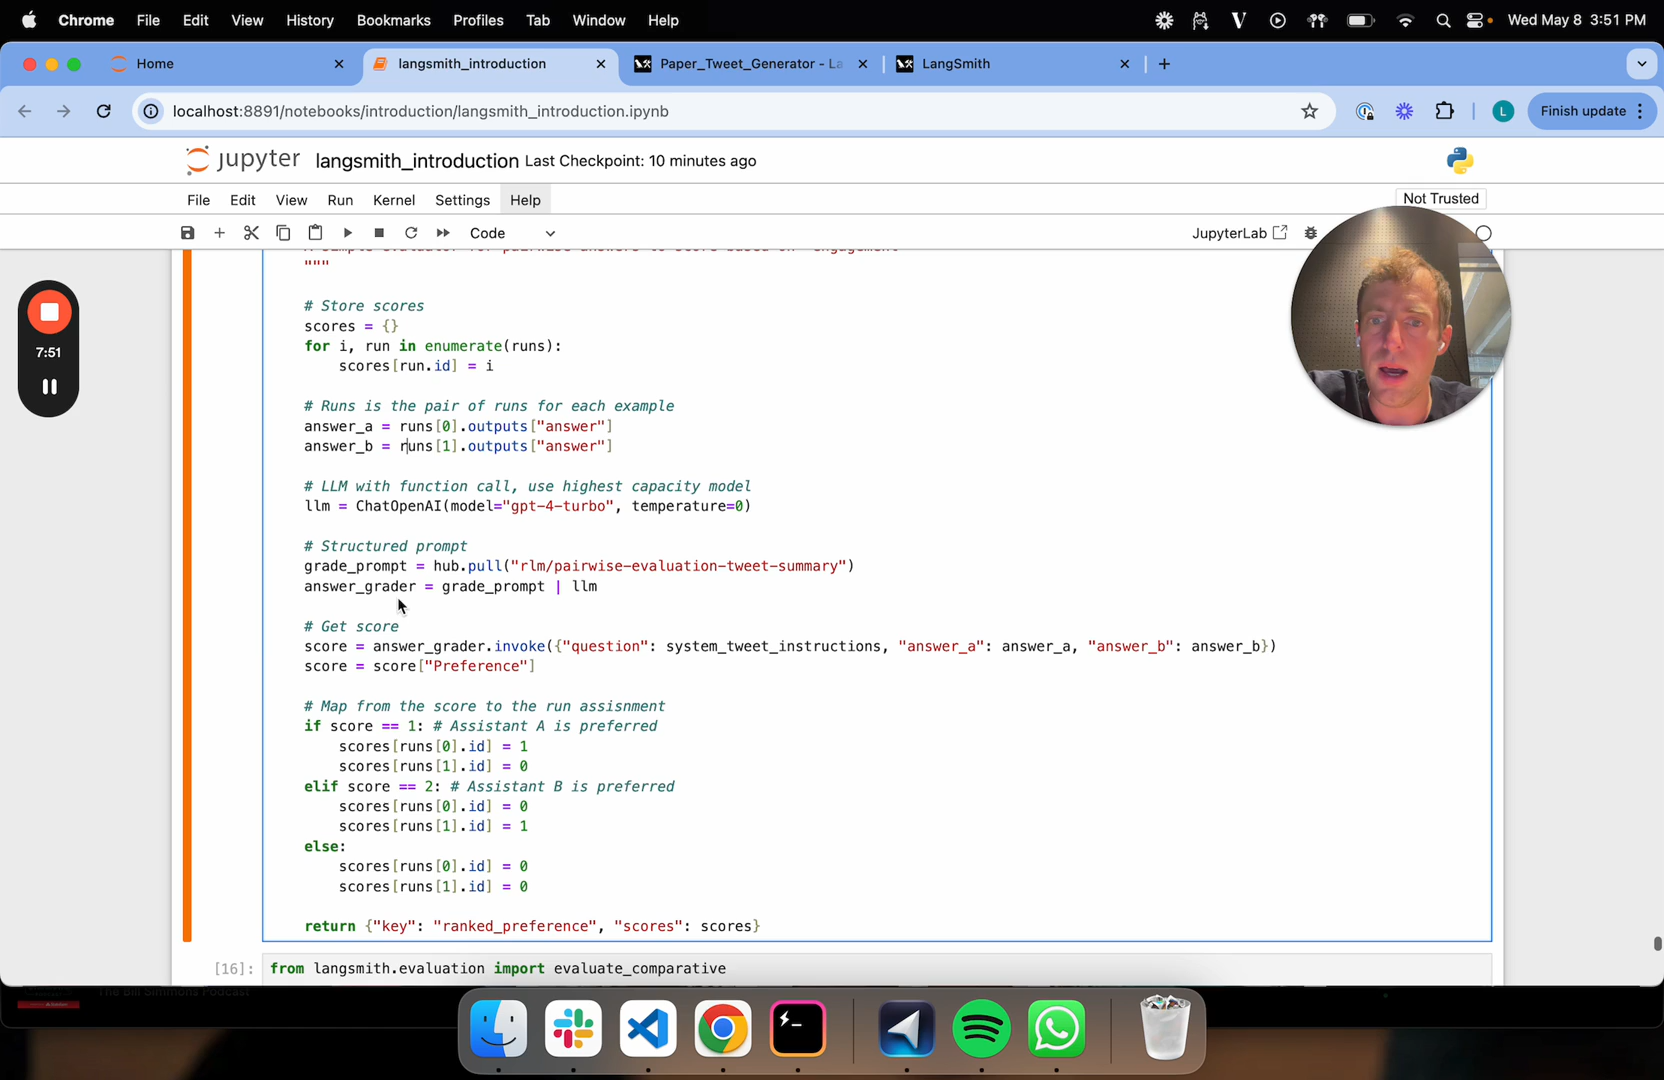 Chrome File Edit View History Bookmarks Profiles Tab Window Help Wed May 8 3:51 PM
Home langsmith_introduction Paper_Tweet_Generator - La LangSmith
localhost:8891/notebooks/introduction/langsmith_introduction.ipynb L Finish update
jupyter langsmith_introduction Last Checkpoint: 10 minutes ago
File Edit View Run Kernel Settings Help Not Trusted
Code JupyterLab
"""
7:51
# Store scores
scores = {}
for i, run in enumerate(runs):
    scores[run.id] = i
# Runs is the pair of runs for each example
answer_a = runs[0].outputs["answer"]
answer_b = runs[1].outputs["answer"]
# LLM with function call, use highest capacity model
llm = ChatOpenAI(model="gpt-4-turbo", temperature=0)
# Structured prompt
grade_prompt = hub.pull("rlm/pairwise-evaluation-tweet-summary")
answer_grader = grade_prompt | llm
# Get score
score = answer_grader.invoke({"question": system_tweet_instructions, "answer_a": answer_a, "answer_b": answer_b})
score = score["Preference"]
# Map from the score to the run assisnment
if score == 1: # Assistant A is preferred
    scores[runs[0].id] = 1
    scores[runs[1].id] = 0
elif score == 2: # Assistant B is preferred
    scores[runs[0].id] = 0
    scores[runs[1].id] = 1
else:
    scores[runs[0].id] = 0
    scores[runs[1].id] = 0
return {"key": "ranked_preference", "scores": scores}
[16]: from langsmith.evaluation import evaluate_comparative
The Bill Simmons Podcast